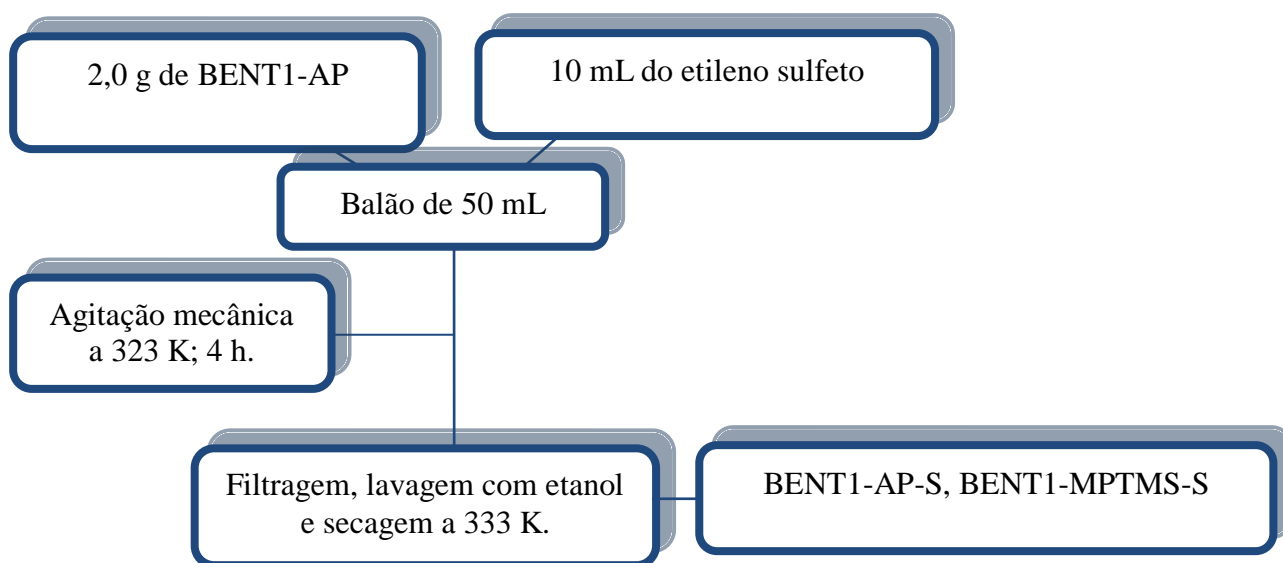 2,0 g de BENT1-AP
10 mL do etileno sulfeto
Balão de 50 mL
Agitação mecânica
a 323 K; 4 h.
Filtragem, lavagem com etanol
e secagem a 333 K.
BENT1-AP-S, BENT1-MPTMS-S